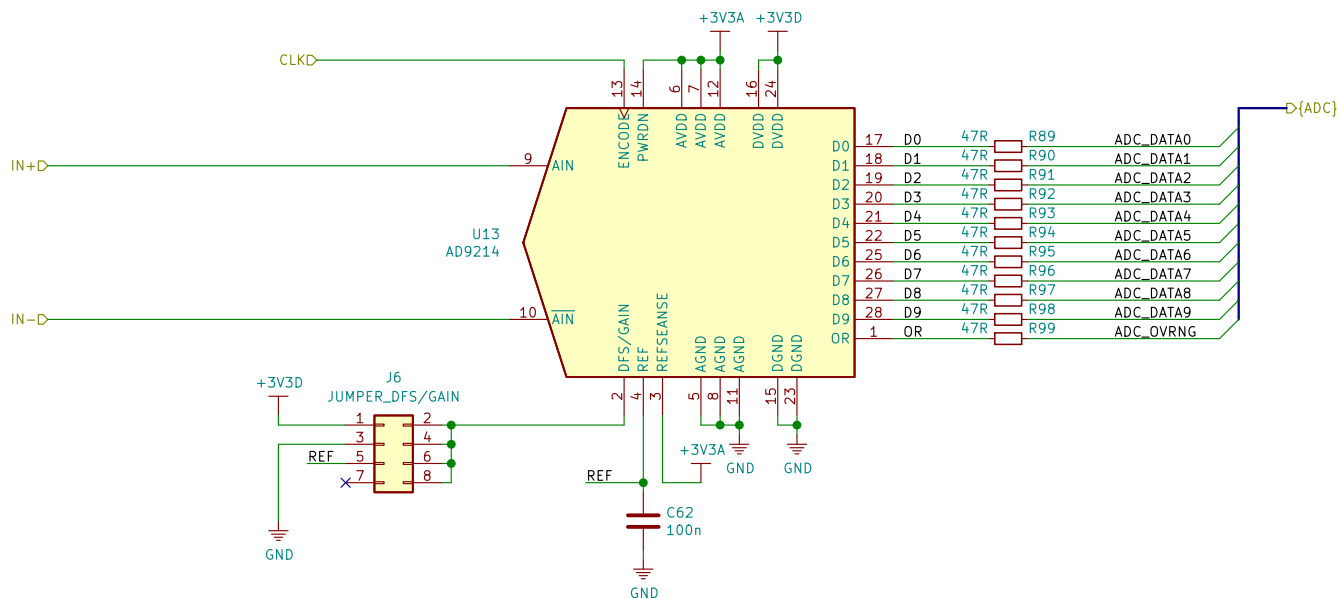 +3V3A +3V3D
CLK
13 14 6 7 12 16 24
{ADC}
ENCODE PWRDN AVDD AVDD AVDD DVDD DVDD
D0 17 D0 47R R89 ADC_DATA0
D1 18 D1 47R R90 ADC_DATA1
IN+ 9 AIN
D2 19 D2 47R R91 ADC_DATA2
D3 20 D3 47R R92 ADC_DATA3
D4 21 D4 47R R93 ADC_DATA4
U13
AD9214
D5 22 D5 47R R94 ADC_DATA5
D6 25 D6 47R R95 ADC_DATA6
D7 26 D7 47R R96 ADC_DATA7
D8 27 D8 47R R97 ADC_DATA8
IN- 10 AIN
D9 28 D9 47R R98 ADC_DATA9
OR 1 OR 47R R99 ADC_OVRNG
DFS/GAIN REF REFSEANSE AGND AGND AGND DGND DGND
2 4 3 5 8 11 15 23
+3V3D
J6
JUMPER_DFS/GAIN
1 2
3 4
REF 5 6
7 8
GND
+3V3A
GND GND
REF
C62
100n
GND